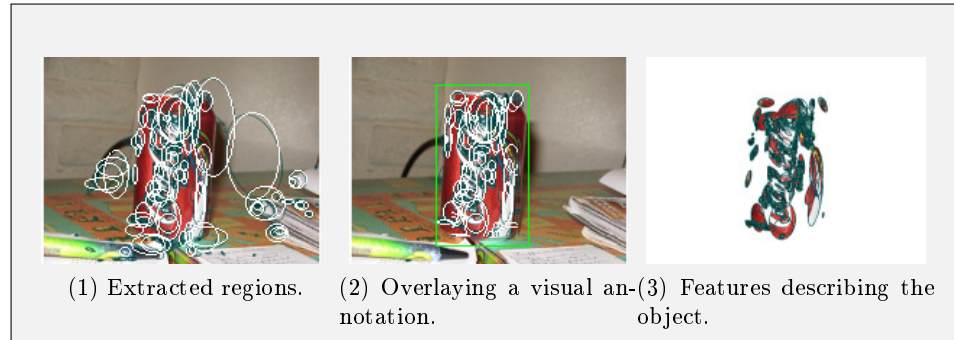 (1) Extracted regions.
(2) Overlaying a visual an-
notation.
(3) Features describing the
object.